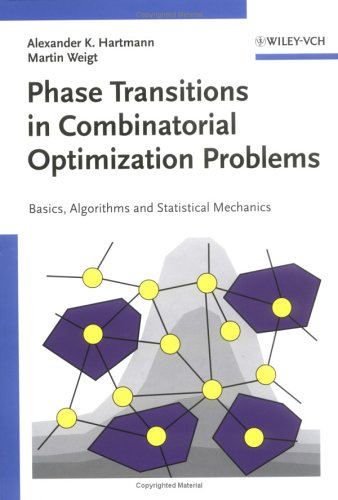 Alexander K. Hartmann
Martin Weigt
WILEY-VCH
Phase Transitions
in Combinatorial
Optimization Problems
Basics, Algorithms and Statistical Mechanics
Copyrighted Material